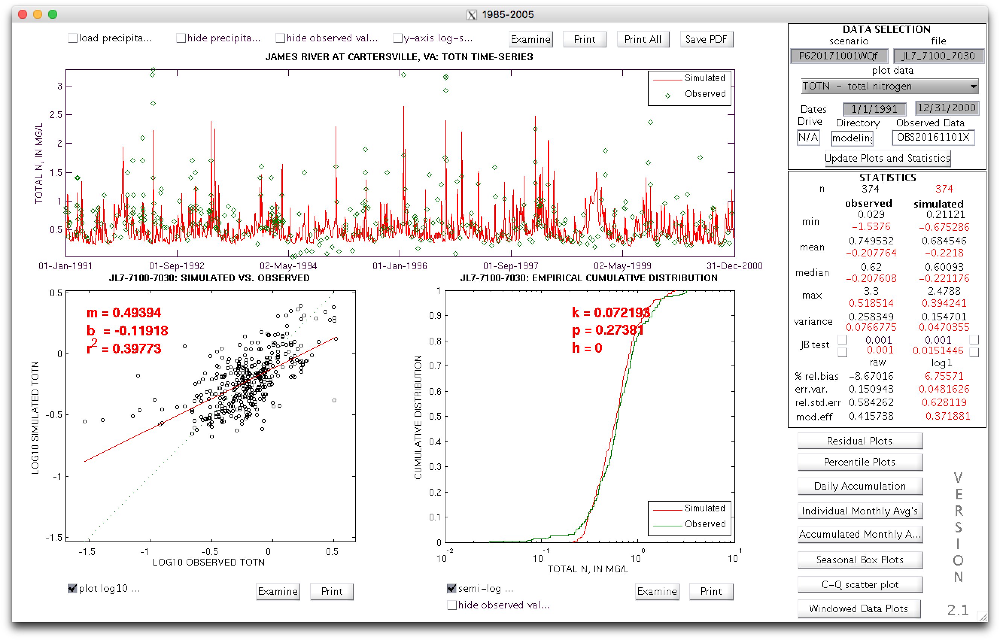 1985-2005
load precipita...
hide precipita...
hide observed val...
y-axis log-s...
Examine
Print
Print All
Save PDF
JAMES RIVER AT CARTERSVILLE, VA: TOTN TIME-SERIES
TOTAL N, IN MG/L
3
2.5
2
1.5
1
0.5
Simulated
Observed
01-Jan-1991
01-Sep-1992
02-May-1994
01-Jan-1996
01-Sep-1997
02-May-1999
31-Dec-2000
JL7-7100-7030: SIMULATED VS. OBSERVED
m = 0.49394
b = -0.11918
r2 = 0.39773
LOG10 SIMULATED TOTN
0.5
0
-0.5
-1
-1.5
-1.5
-1
-0.5
0
0.5
LOG10 OBSERVED TOTN
plot log10 ...
Examine
Print
JL7-7100-7030: EMPIRICAL CUMULATIVE DISTRIBUTION
k = 0.072193
p = 0.27381
h = 0
CUMULATIVE DISTRIBUTION
1
0.9
0.8
0.7
0.6
0.5
0.4
0.3
0.2
0.1
0
Simulated
Observed
10-2
10-1
100
101
TOTAL N, IN MG/L
semi-log ...
hide observed val...
Examine
Print
DATA SELECTION
scenario file
P620171001WQf JL7_7100_7030
plot data
TOTN - total nitrogen
Dates 1/1/1991 12/31/2000
Drive Directory Observed Data
N/A modeling OBS20161101X
Update Plots and Statistics
STATISTICS
n 374 374
observed simulated
min 0.029 0.21121
-1.5376 -0.675286
mean 0.749532 0.684546
-0.207764 -0.2218
median 0.62 0.60093
-0.207608 -0.221176
max 3.3 2.4788
0.518514 0.394241
variance 0.258349 0.154701
0.0766775 0.0470355
JB test 0.001 0.001
0.001 0.0151446
raw log1
% rel.bias -8.67016 6.75571
err.var. 0.150943 0.0481626
rel.std.err 0.584262 0.628119
mod.eff 0.415738 0.371881
Residual Plots
Percentile Plots
Daily Accumulation
Individual Monthly Avg's
Accumulated Monthly A...
Seasonal Box Plots
C-Q scatter plot
Windowed Data Plots
VERSION
2.1